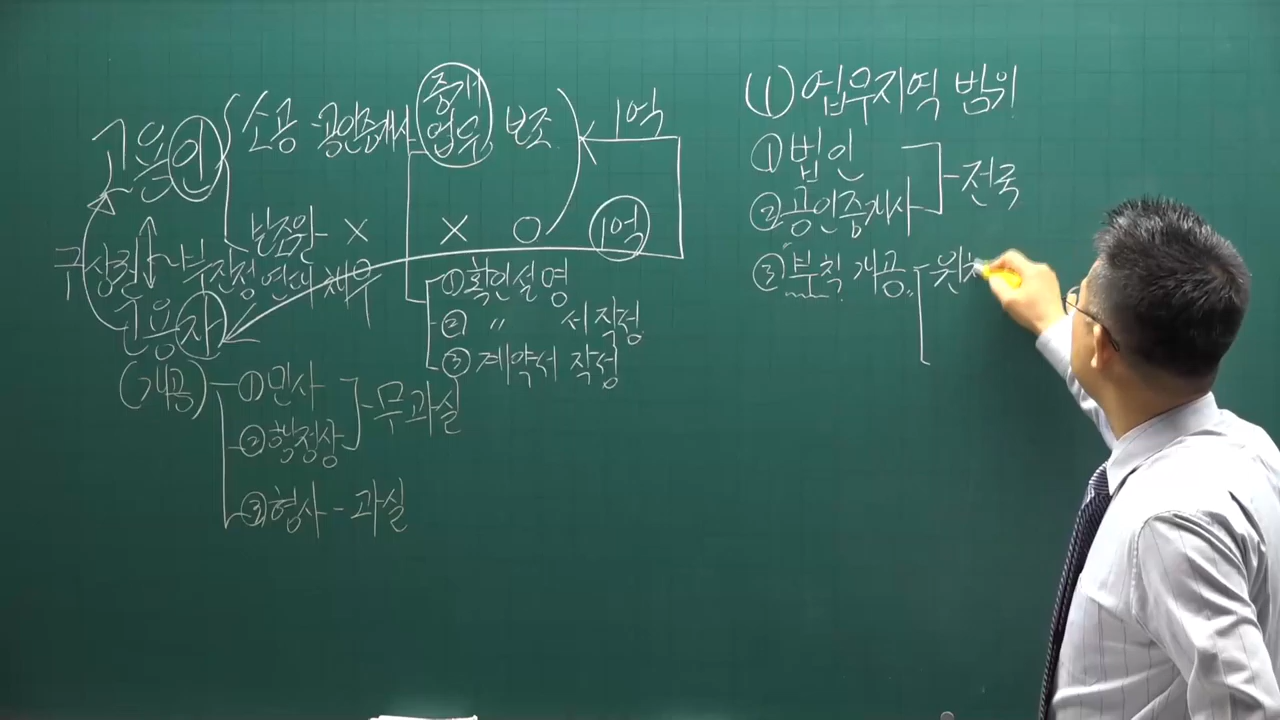 고용인 소공 - 공인중개사 중개업무 보조 1억
보조원 - X X O 1억
구상권 부진정연대 채무
고용자
① 확인설명
② 〃 서 작성
③ 계약서 작성
(개공) ① 민사
② 행정상 - 무과실
③ 형사 - 과실
(1) 업무지역 범위
① 법인
② 공인중개사 - 전국
③ 부칙 개공. 원칙